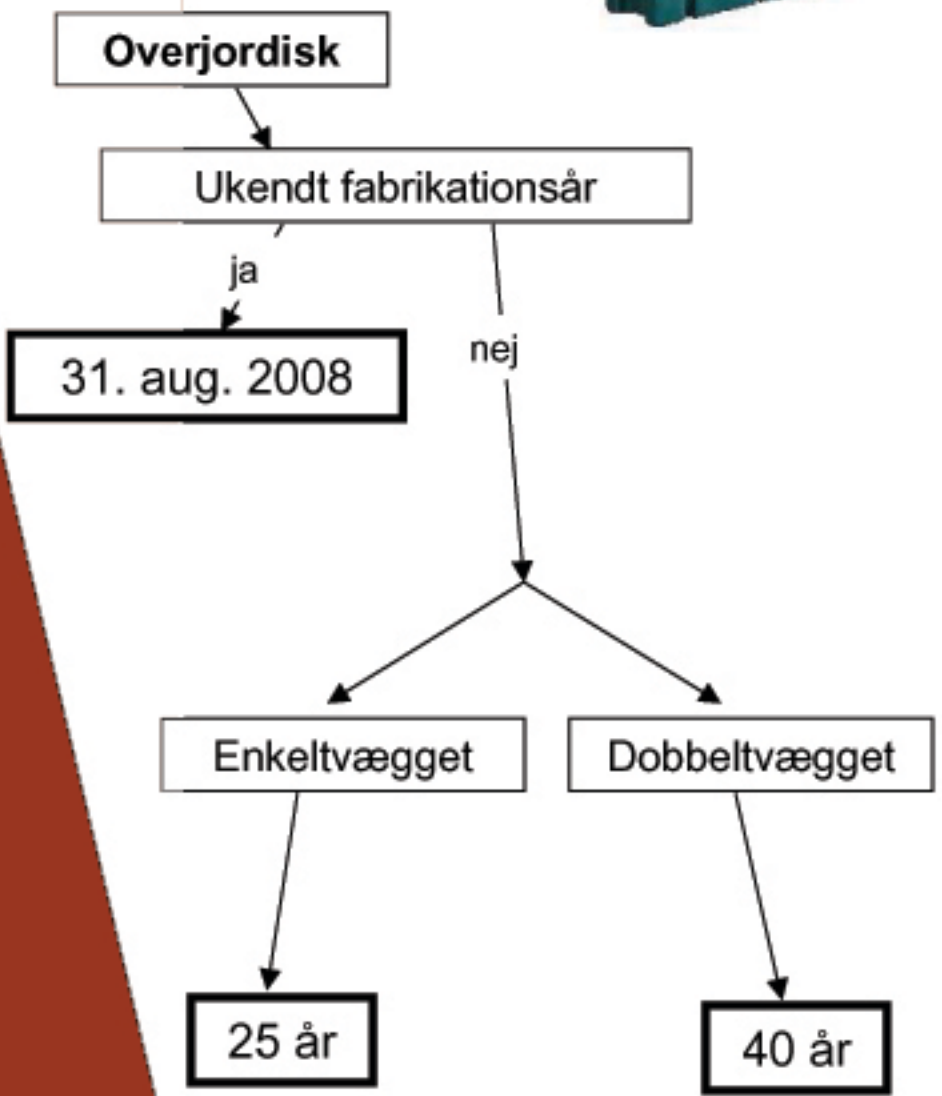 Overjordisk
Ukendt fabrikationsår
ja
31. aug. 2008
nej
Enkeltvægget
Dobbeltvægget
25 år
40 år